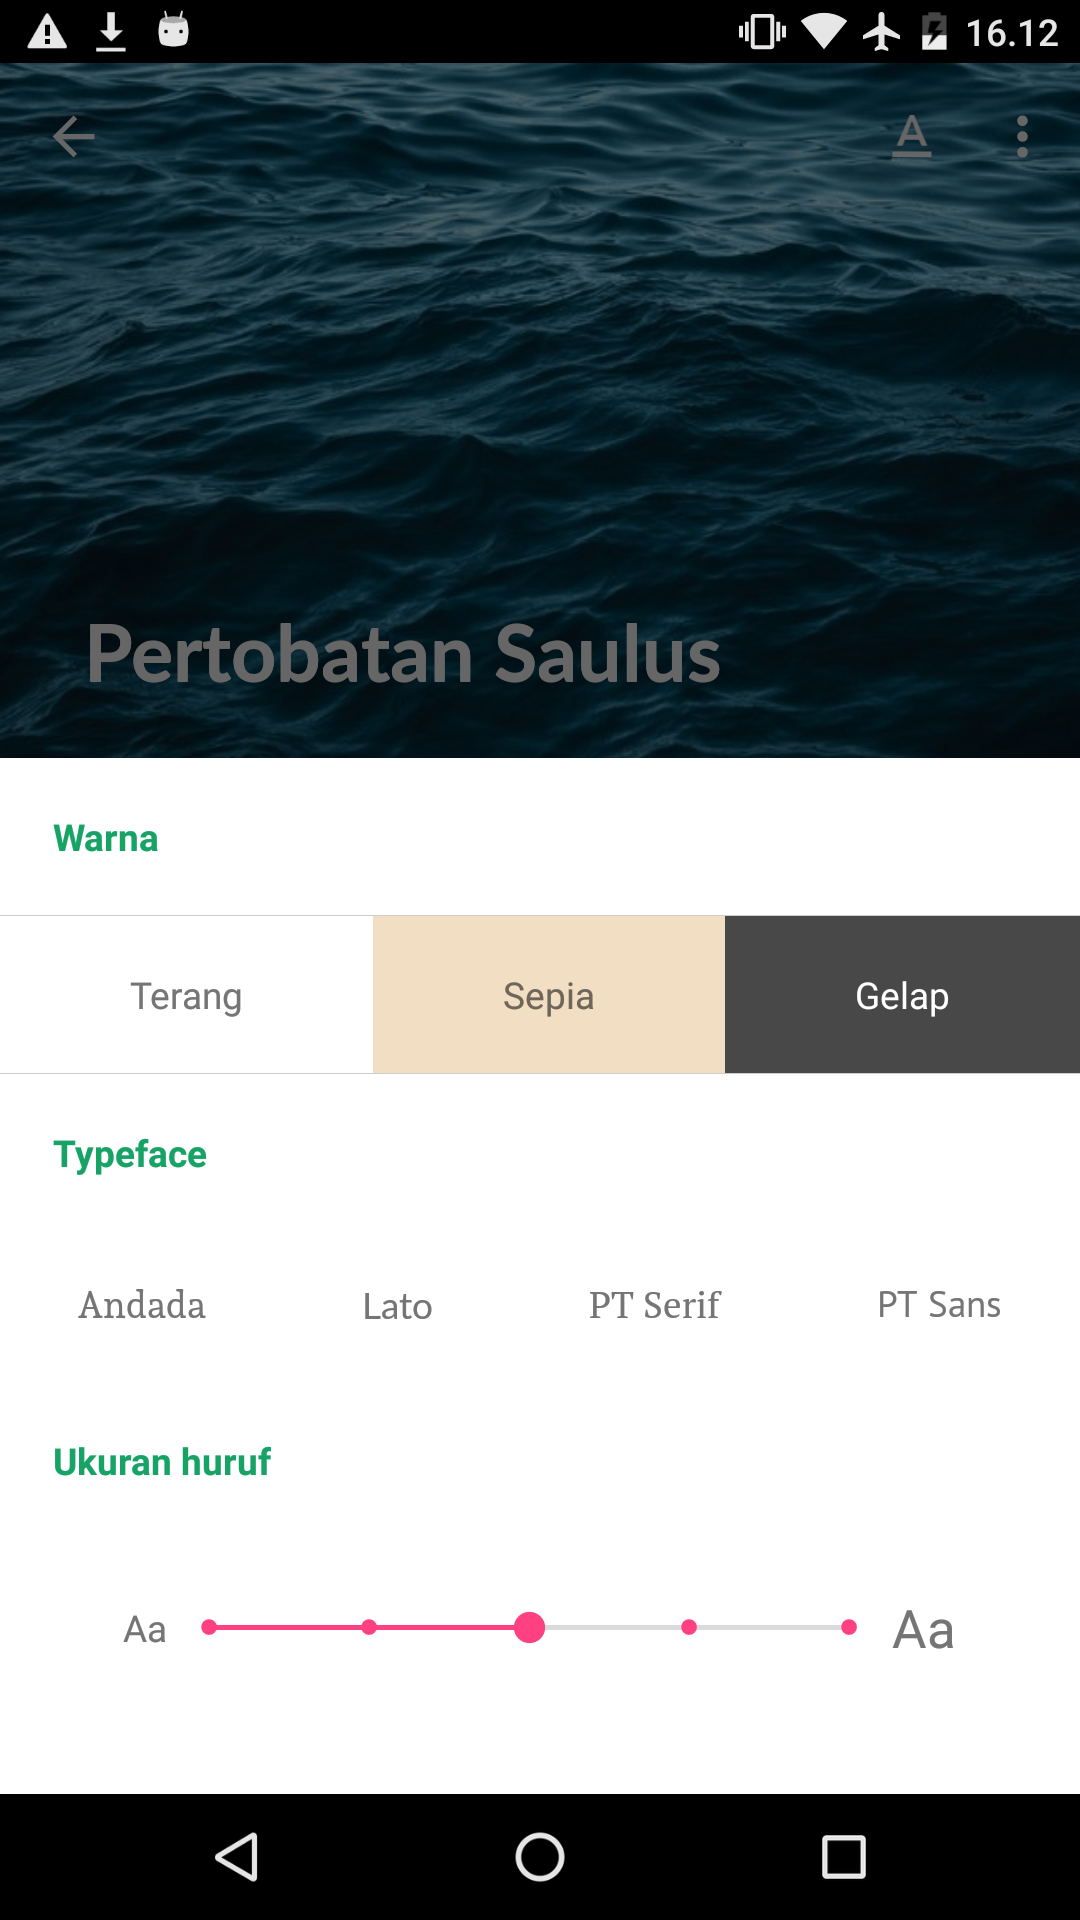 16.12
A
Pertobatan Saulus
Warna
Terang Sepia Gelap
Typeface
Andada Lato PT Serif PT Sans
Ukuran huruf
Aa Aa